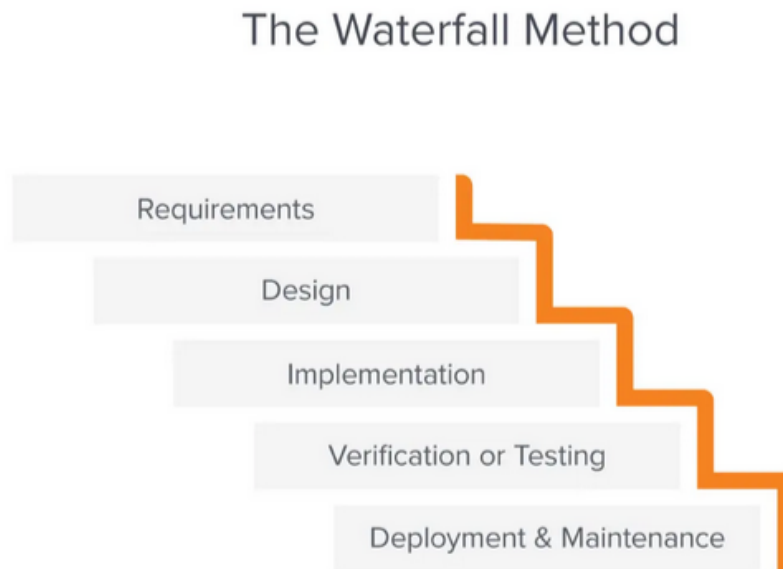 The Waterfall Method
Requirements
Design
Implementation
Verification or Testing
Deployment & Maintenance